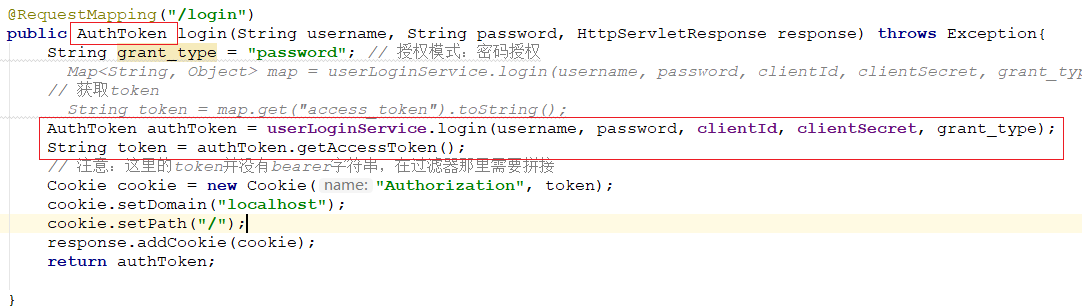 @RequestMapping("/login")
public AuthToken login(String username, String password, HttpServletResponse response) throws Exception{
String grant_type = "password"; // 授权模式：密码授权
Map<String, Object> map = userLoginService.login(username, password, clientId, clientSecret, grant_typ
// 获取token
String token = map.get("access_token").toString();
AuthToken authToken = userLoginService.login(username, password, clientId, clientSecret, grant_type);
String token = authToken.getAccessToken();
// 注意：这里的token并没有bearer字符串，在过滤器那里需要拼接
Cookie cookie = new Cookie( name: "Authorization", token);
cookie.setDomain("localhost");
cookie.setPath("/");
response.addCookie(cookie);
return authToken;
}